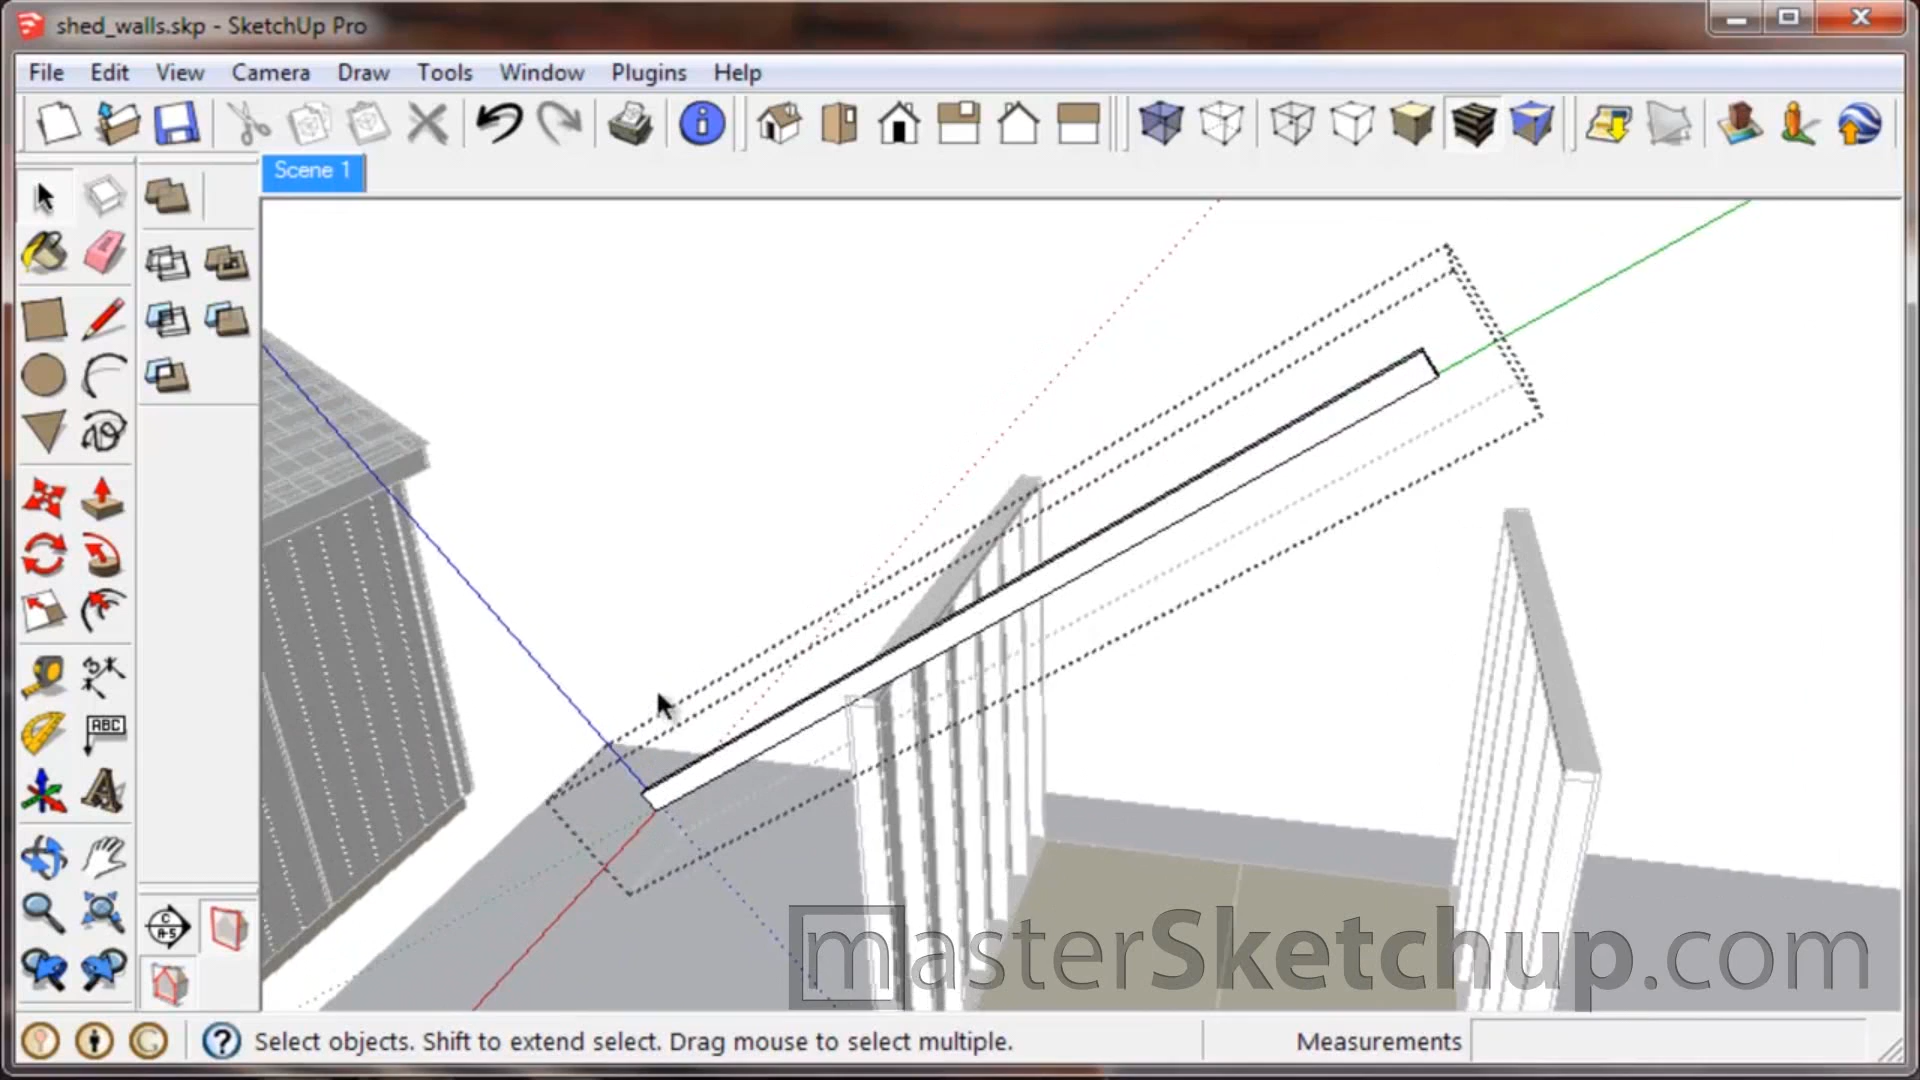 shed_walls.skp - SketchUp Pro
File Edit View Camera Draw Tools Window Plugins Help
Scene 1
ABC
C
A-5
masterSketchup.com
Select objects. Shift to extend select. Drag mouse to select multiple.
Measurements